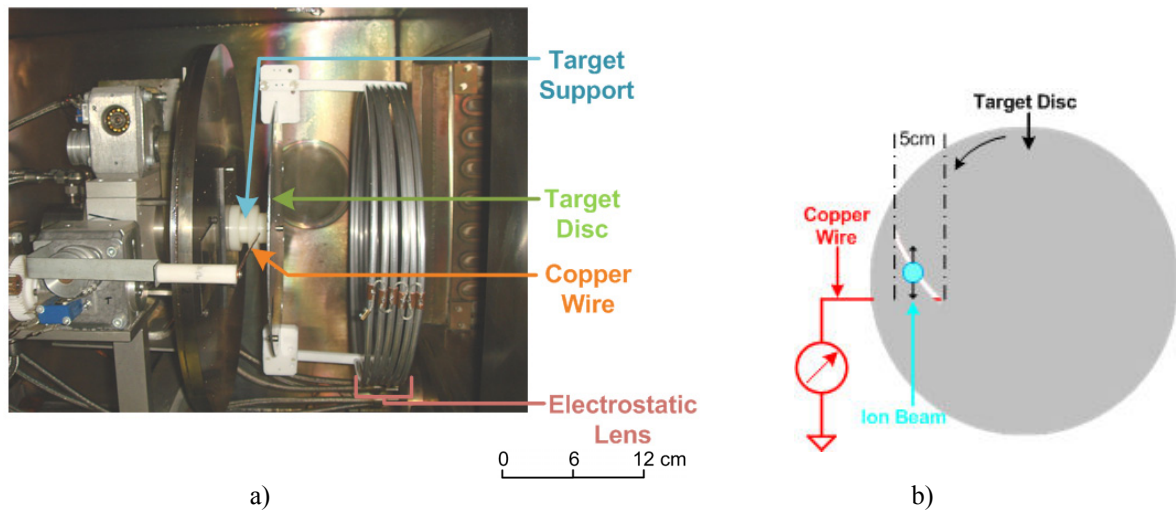 Target
Support
Target
Disc
Copper
Wire
Electrostatic
Lens
0 6 12 cm
a)
Target Disc
5cm
Copper
Wire
Ion Beam
b)